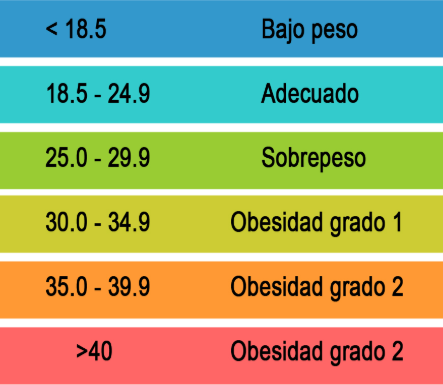 < 18.5 Bajo peso
18.5 - 24.9 Adecuado
25.0 - 29.9 Sobrepeso
30.0 - 34.9 Obesidad grado 1
35.0 - 39.9 Obesidad grado 2
>40 Obesidad grado 2